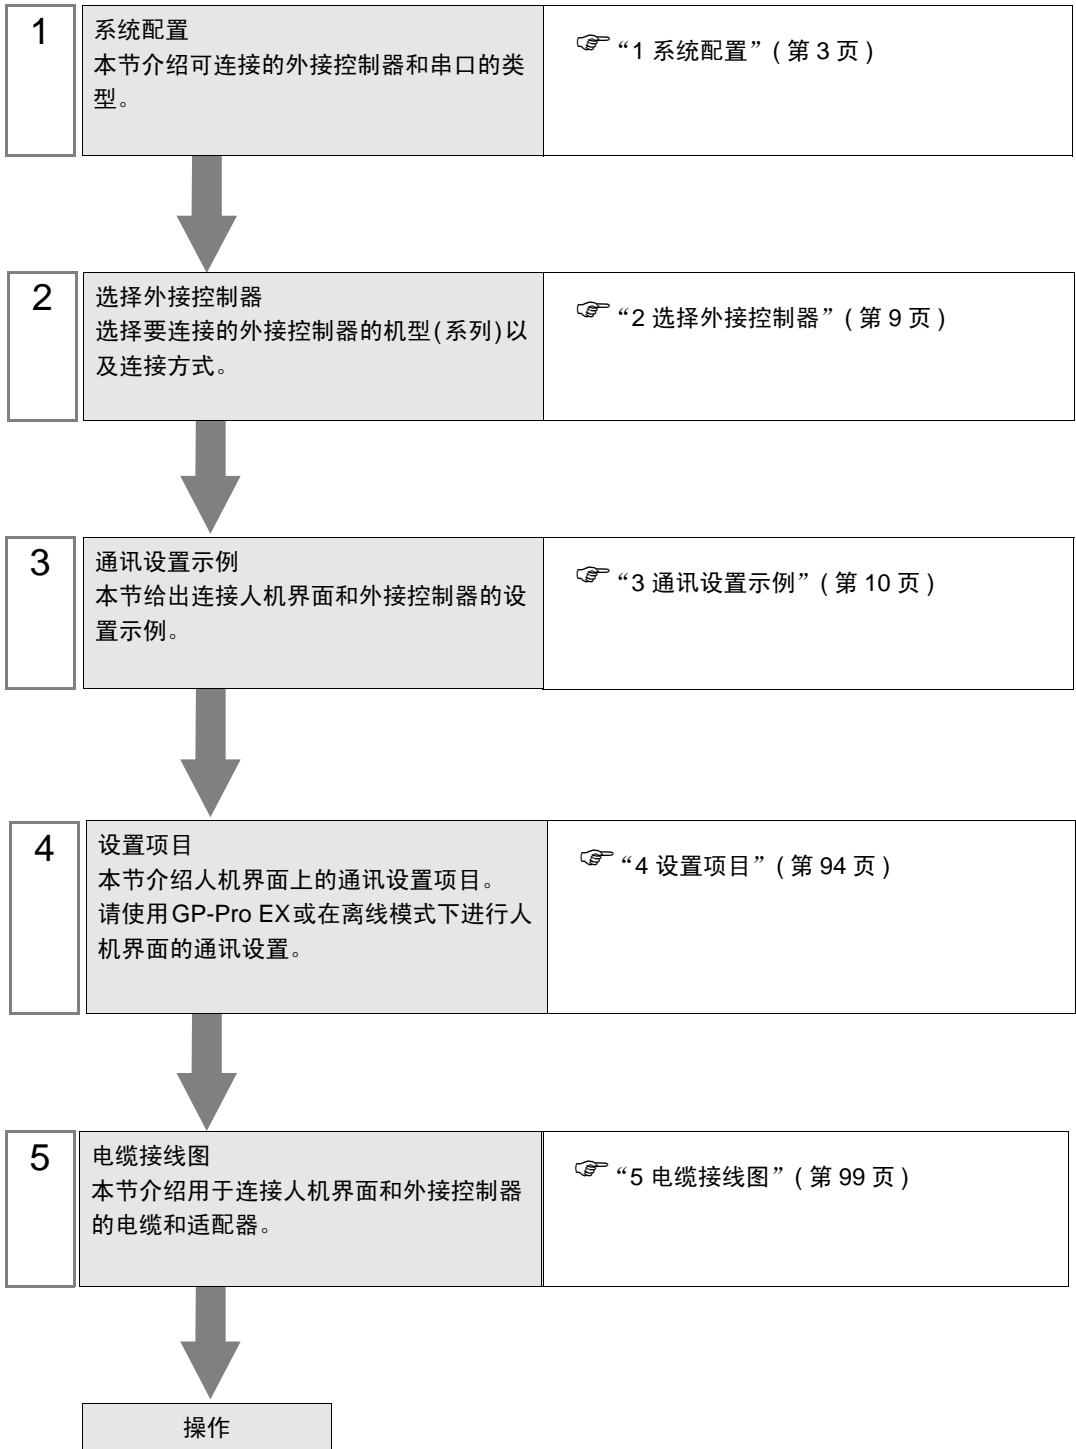 1
系统配置
本节介绍可连接的外接控制器和串口的类
型。
☞ “1 系统配置” ( 第 3 页 )
2
选择外接控制器
选择要连接的外接控制器的机型(系列)以
及连接方式。
☞ “2 选择外接控制器” ( 第 9 页 )
3
通讯设置示例
本节给出连接人机界面和外接控制器的设
置示例。
☞ “3 通讯设置示例” ( 第 10 页 )
4
设置项目
本节介绍人机界面上的通讯设置项目。
请使用GP-Pro EX或在离线模式下进行人
机界面的通讯设置。
☞ “4 设置项目” ( 第 94 页 )
5
电缆接线图
本节介绍用于连接人机界面和外接控制器
的电缆和适配器。
☞ “5 电缆接线图” ( 第 99 页 )
操作